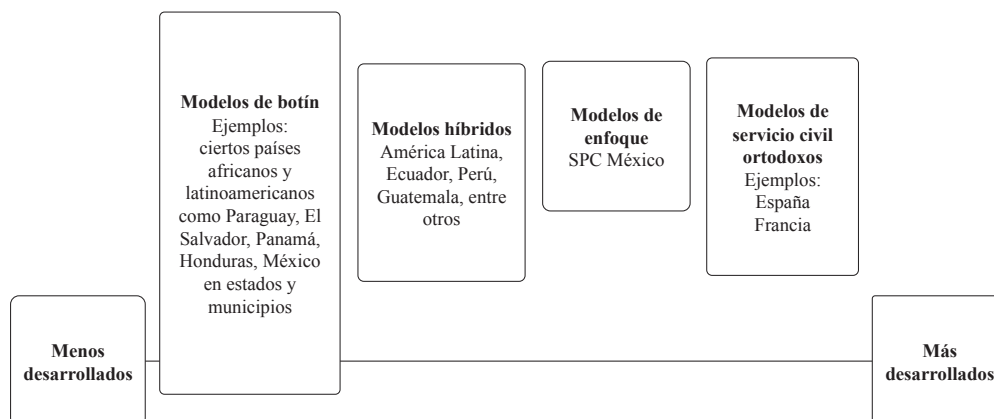 Modelos de botín
Ejemplos:
ciertos países
africanos y
latinoamericanos
como Paraguay, El
Salvador, Panamá,
Honduras, México
en estados y
municipios
Modelos híbridos
América Latina,
Ecuador, Perú,
Guatemala, entre
otros
Modelos de
enfoque
SPC México
Modelos de
servicio civil
ortodoxos
Ejemplos:
España
Francia
Menos
desarrollados
Más
desarrollados